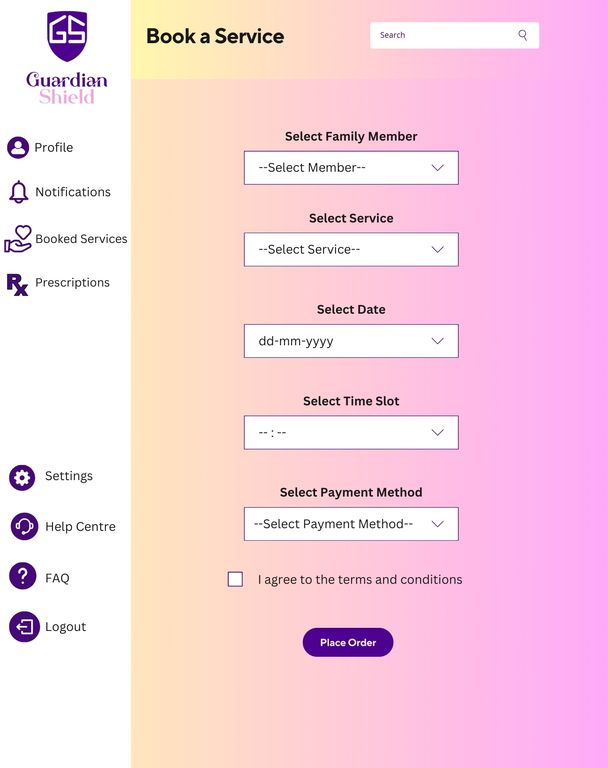 GS
Guardian
Shield
Profile
Notifications
Booked Services
Rx
Prescriptions
Settings
Help Centre
?
FAQ
Logout
Book a Service
Search
Select Family Member
--Select Member--
Select Service
--Select Service--
Select Date
dd-mm-yyyy
Select Time Slot
-- : --
Select Payment Method
--Select Payment Method--
I agree to the terms and conditions
Place Order